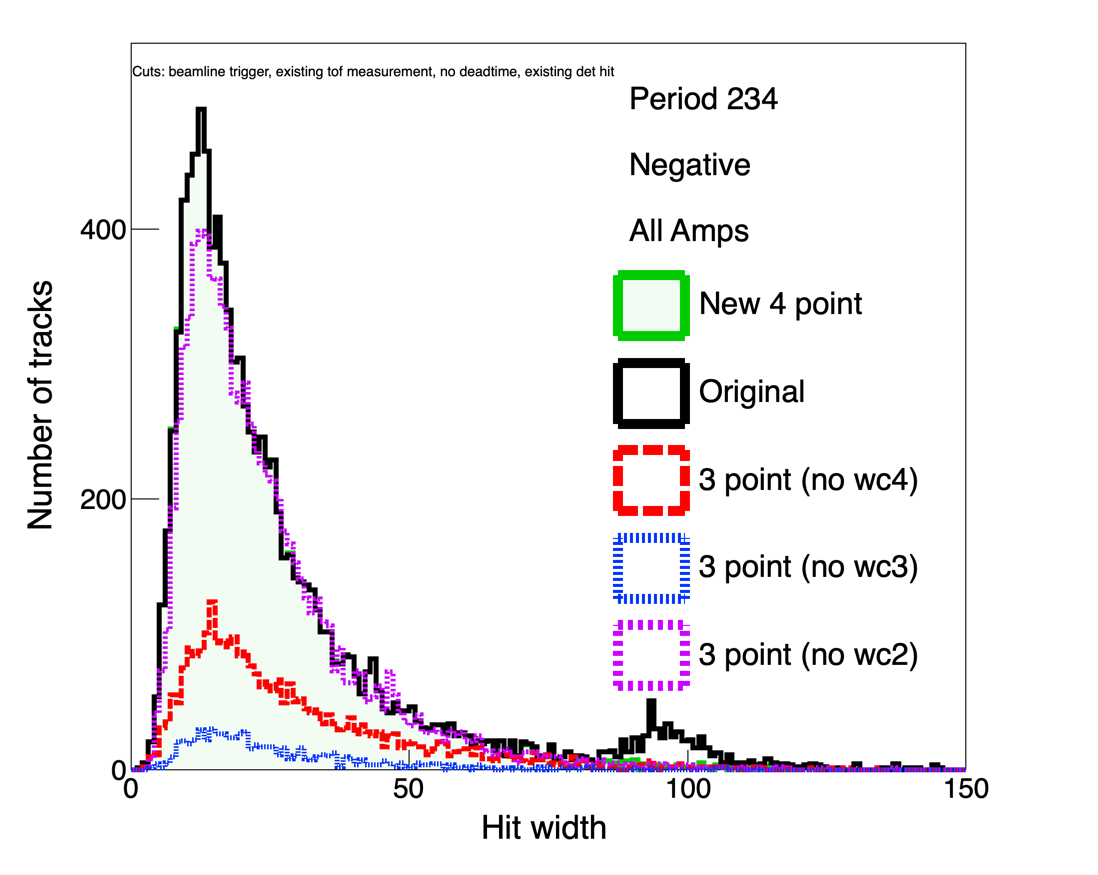 Cuts: beamline trigger, existing tof measurement, no deadtime, existing det hit
Period 234
Negative
All Amps
New 4 point
Original
3 point (no wc4)
3 point (no wc3)
3 point (no wc2)
Number of tracks
400
200
0
0
50
100
150
Hit width